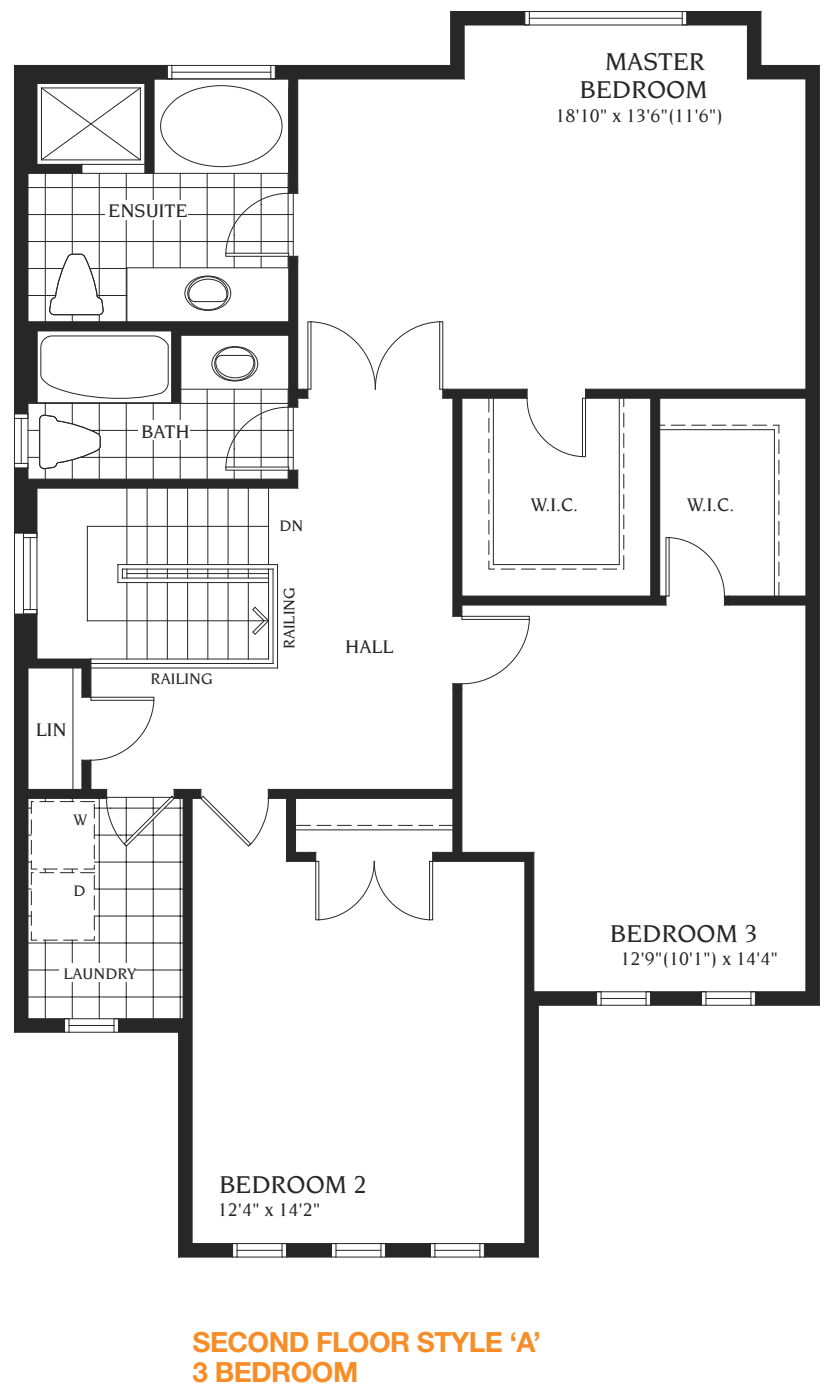 MASTER
BEDROOM
18'10" x 13'6"(11'6")
ENSUITE
BATH
W.I.C.
W.I.C.
DN
RAILING
HALL
RAILING
LIN
W
D
LAUNDRY
BEDROOM 3
12'9"(10'1") x 14'4"
BEDROOM 2
12'4" x 14'2"
SECOND FLOOR STYLE ‘A’
3 BEDROOM